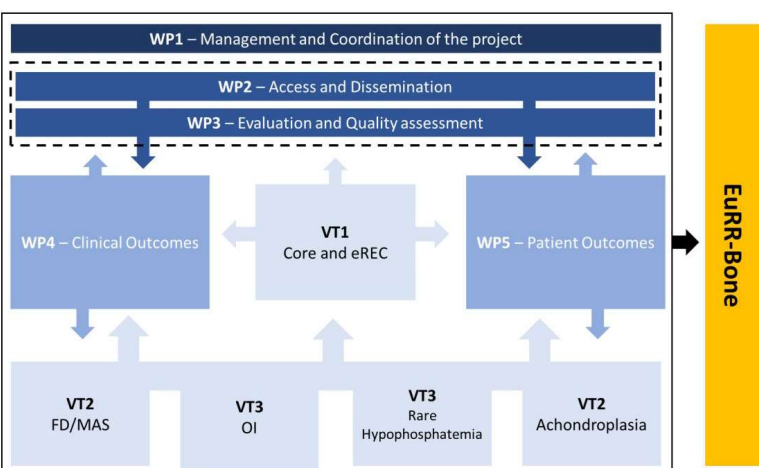 WP1 – Management and Coordination of the project
WP2 – Access and Dissemination
WP3 – Evaluation and Quality assessment
WP4 – Clinical Outcomes
VT1
Core and eREC
WP5 – Patient Outcomes
EuRR-Bone
VT2
FD/MAS
VT3
OI
VT3
Rare
Hypophosphatemia
VT2
Achondroplasia